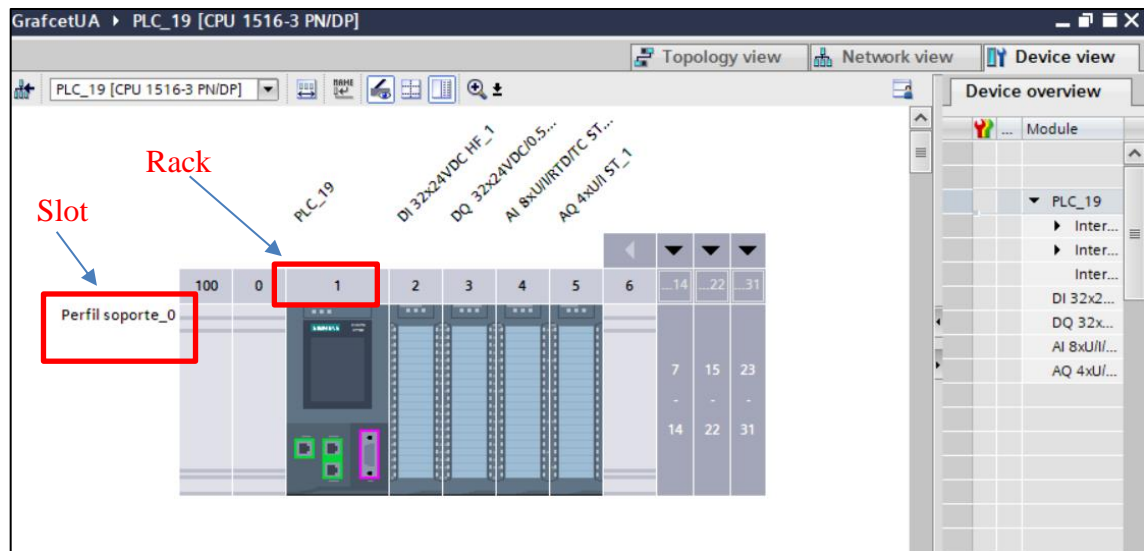 GrafcetUA ▸ PLC_19 [CPU 1516-3 PN/DP]
Topology view
Network view
Device view
PLC_19 [CPU 1516-3 PN/DP]
Device overview
... Module
Rack
Slot
PLC_19
DI 32x24VDC HF_1
DQ 32x24VDC/0.5...
AI 8xU/I/RTD/TC ST...
AQ 4xU/I ST_1
100 0 1 2 3 4 5 6 ...14 ...22 ...31
Perfil soporte_0
SIEMENS
7 15 23
- - -
14 22 31
PLC_19
Inter...
Inter...
Inter...
DI 32x2...
DQ 32x...
AI 8xU/I/...
AQ 4xU/...